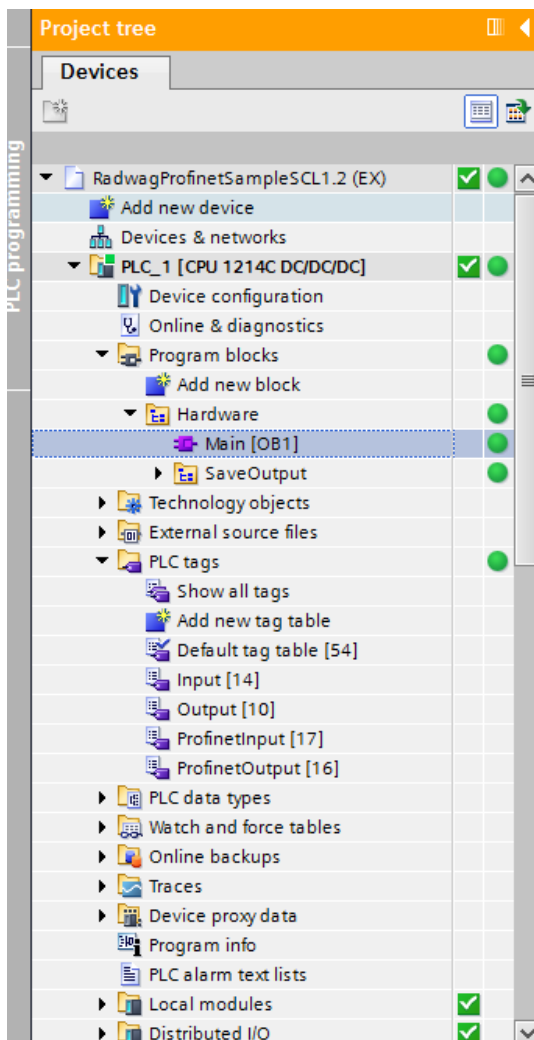 Project tree
Devices
PLC programming
RadwagProfinetSampleSCL1.2 (EX)
Add new device
Devices & networks
PLC_1 [CPU 1214C DC/DC/DC]
Device configuration
Online & diagnostics
Program blocks
Add new block
Hardware
Main [OB1]
SaveOutput
Technology objects
External source files
PLC tags
Show all tags
Add new tag table
Default tag table [54]
Input [14]
Output [10]
ProfinetInput [17]
ProfinetOutput [16]
PLC data types
Watch and force tables
Online backups
Traces
Device proxy data
Program info
PLC alarm text lists
Local modules
Distributed I/O